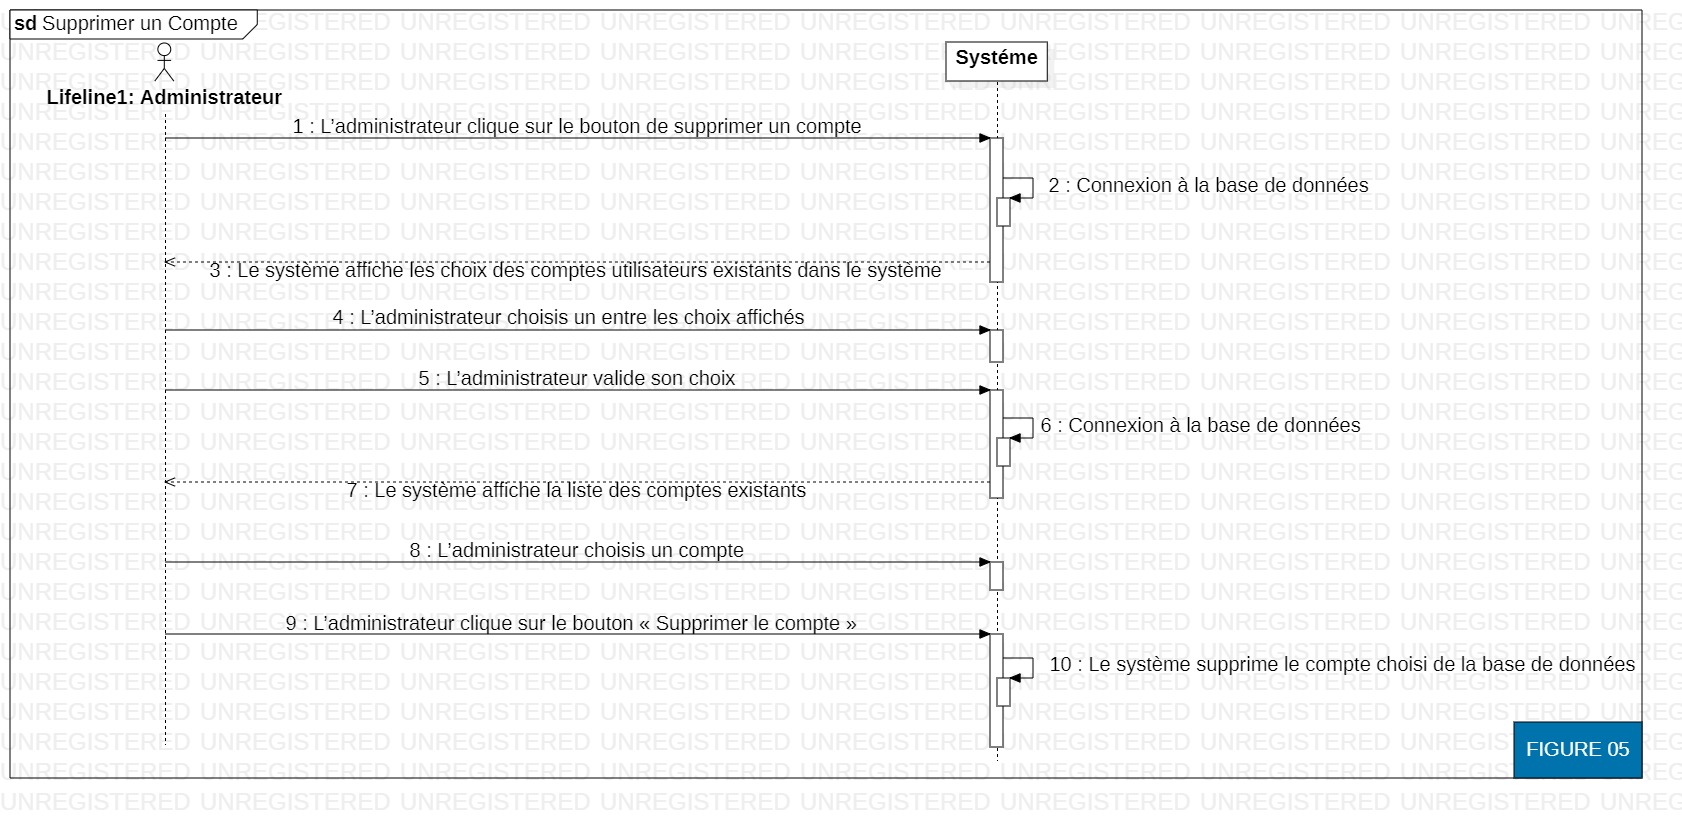 sd Supprimer un Compte
Systéme
Lifeline1: Administrateur
1 : L’administrateur clique sur le bouton de supprimer un compte
2 : Connexion à la base de données
3 : Le système affiche les choix des comptes utilisateurs existants dans le système
4 : L’administrateur choisis un entre les choix affichés
5 : L’administrateur valide son choix
6 : Connexion à la base de données
7 : Le système affiche la liste des comptes existants
8 : L’administrateur choisis un compte
9 : L’administrateur clique sur le bouton « Supprimer le compte »
10 : Le système supprime le compte choisi de la base de données
FIGURE 05
UNREGISTERED UNREGISTERED UNREGISTERED UNREGISTERED UNREGISTERED UNREGISTERED UNREGISTERED UNREGISTERED UNREG